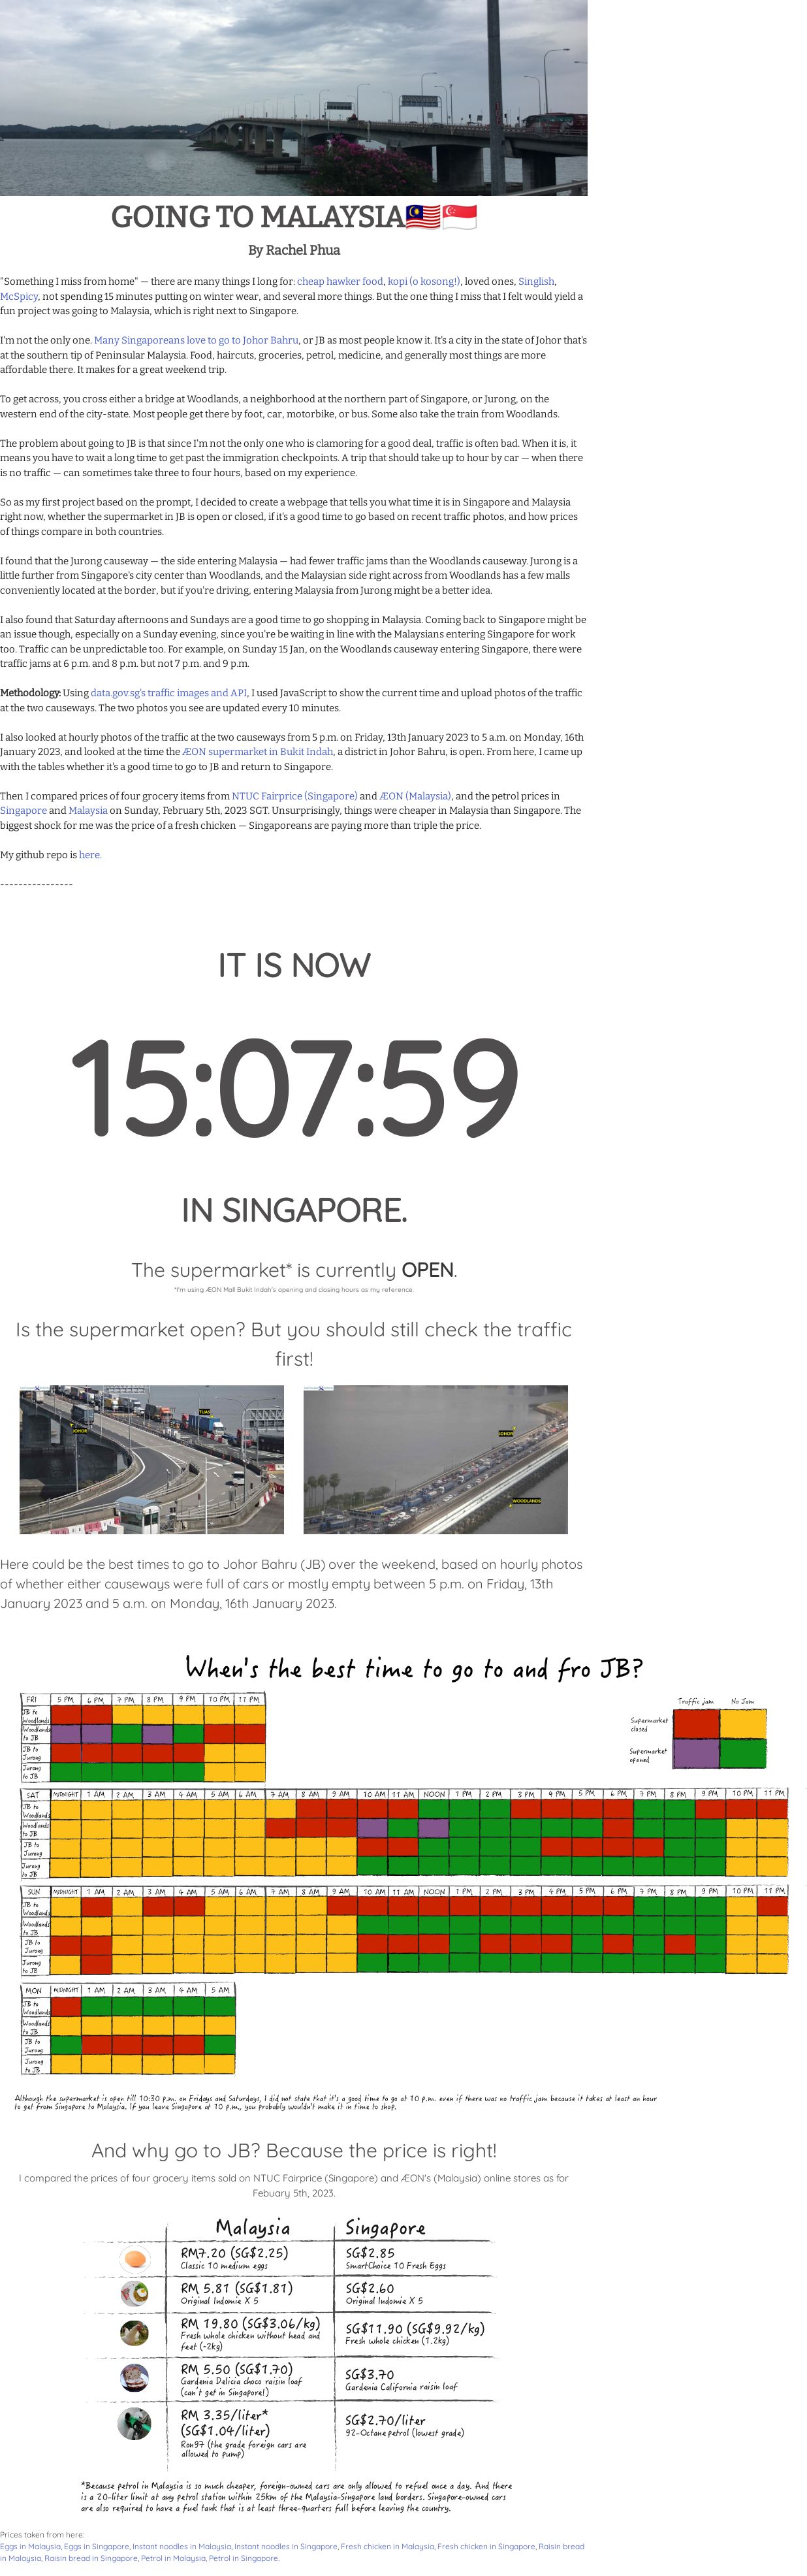 GOING TO MALAYSIA🇲🇾🇸🇬
By Rachel Phua
"Something I miss from home" — there are many things I long for: cheap hawker food, kopi (o kosong!), loved ones, Singlish,
McSpicy, not spending 15 minutes putting on winter wear, and several more things. But the one thing I miss that I felt would yield a
fun project was going to Malaysia, which is right next to Singapore.
I'm not the only one. Many Singaporeans love to go to Johor Bahru, or JB as most people know it. It's a city in the state of Johor that's
at the southern tip of Peninsular Malaysia. Food, haircuts, groceries, petrol, medicine, and generally most things are more
affordable there. It makes for a great weekend trip.
To get across, you cross either a bridge at Woodlands, a neighborhood at the northern part of Singapore, or Jurong, on the
western end of the city-state. Most people get there by foot, car, motorbike, or bus. Some also take the train from Woodlands.
The problem about going to JB is that since I'm not the only one who is clamoring for a good deal, traffic is often bad. When it is, it
means you have to wait a long time to get past the immigration checkpoints. A trip that should take up to hour by car — when there
is no traffic — can sometimes take three to four hours, based on my experience.
So as my first project based on the prompt, I decided to create a webpage that tells you what time it is in Singapore and Malaysia
right now, whether the supermarket in JB is open or closed, if it's a good time to go based on recent traffic photos, and how prices
of things compare in both countries.
I found that the Jurong causeway — the side entering Malaysia — had fewer traffic jams than the Woodlands causeway. Jurong is a
little further from Singapore's city center than Woodlands, and the Malaysian side right across from Woodlands has a few malls
conveniently located at the border, but if you're driving, entering Malaysia from Jurong might be a better idea.
I also found that Saturday afternoons and Sundays are a good time to go shopping in Malaysia. Coming back to Singapore might be
an issue though, especially on a Sunday evening, since you're be waiting in line with the Malaysians entering Singapore for work
too. Traffic can be unpredictable too. For example, on Sunday 15 Jan, on the Woodlands causeway entering Singapore, there were
traffic jams at 6 p.m. and 8 p.m. but not 7 p.m. and 9 p.m.
Methodology: Using data.gov.sg's traffic images and API, I used JavaScript to show the current time and upload photos of the traffic
at the two causeways. The two photos you see are updated every 10 minutes.
I also looked at hourly photos of the traffic at the two causeways from 5 p.m. on Friday, 13th January 2023 to 5 a.m. on Monday, 16th
January 2023, and looked at the time the ÆON supermarket in Bukit Indah, a district in Johor Bahru, is open. From here, I came up
with the tables whether it's a good time to go to JB and return to Singapore.
Then I compared prices of four grocery items from NTUC Fairprice (Singapore) and ÆON (Malaysia), and the petrol prices in
Singapore and Malaysia on Sunday, February 5th, 2023 SGT. Unsurprisingly, things were cheaper in Malaysia than Singapore. The
biggest shock for me was the price of a fresh chicken — Singaporeans are paying more than triple the price.
My github repo is here.
----------------
IT IS NOW
15:07:59
IN SINGAPORE.
The supermarket* is currently OPEN.
*I'm using ÆON Mall Bukit Indah's opening and closing hours as my reference.
Is the supermarket open? But you should still check the traffic
first!
JOHOR
TUAS
JOHOR
WOODLANDS
Here could be the best times to go to Johor Bahru (JB) over the weekend, based on hourly photos
of whether either causeways were full of cars or mostly empty between 5 p.m. on Friday, 13th
January 2023 and 5 a.m. on Monday, 16th January 2023.
When's the best time to go to and fro JB?
Traffic jam No Jam
Supermarket closed
Supermarket opened
FRI 5 PM 6 PM 7 PM 8 PM 9 PM 10 PM 11 PM
JB to Woodlands
Woodlands to JB
JB to Jurong
Jurong to JB
SAT MIDNIGHT 1 AM 2 AM 3 AM 4 AM 5 AM 6 AM 7 AM 8 AM 9 AM 10 AM 11 AM NOON 1 PM 2 PM 3 PM 4 PM 5 PM 6 PM 7 PM 8 PM 9 PM 10 PM 11 PM
JB to Woodlands
Woodlands to JB
JB to Jurong
Jurong to JB
SUN MIDNIGHT 1 AM 2 AM 3 AM 4 AM 5 AM 6 AM 7 AM 8 AM 9 AM 10 AM 11 AM NOON 1 PM 2 PM 3 PM 4 PM 5 PM 6 PM 7 PM 8 PM 9 PM 10 PM 11 PM
JB to Woodlands
Woodlands to JB
JB to Jurong
Jurong to JB
MON MIDNIGHT 1 AM 2 AM 3 AM 4 AM 5 AM
JB to Woodlands
Woodlands to JB
JB to Jurong
Jurong to JB
Although the supermarket is open till 10:30 p.m. on Fridays and Saturdays, I did not state that it's a good time to go at 10 p.m. even if there was no traffic jam because it takes at least an hour
to get from Singapore to Malaysia. If you leave Singapore at 10 p.m., you probably wouldn't make it in time to shop.
And why go to JB? Because the price is right!
I compared the prices of four grocery items sold on NTUC Fairprice (Singapore) and ÆON's (Malaysia) online stores as for
Febuary 5th, 2023.
Malaysia Singapore
RM7.20 (SG$2.25) SG$2.85
Classic 10 medium eggs SmartChoice 10 Fresh Eggs
RM 5.81 (SG$1.81) SG$2.60
Original Indomie X 5 Original Indomie X 5
RM 19.80 (SG$3.06/kg) SG$11.90 (SG$9.92/kg)
Fresh whole chicken without head and
feet (~2kg)
Fresh whole chicken (1.2kg)
RM 5.50 (SG$1.70) SG$3.70
Gardenia Delicia choco raisin loaf
(can't get in Singapore!)
Gardenia California raisin loaf
RM 3.35/liter*
(SG$1.04/liter)
SG$2.70/liter
Ron97 (the grade foreign cars are
allowed to pump)
92-Octane petrol (lowest grade)
*Because petrol in Malaysia is so much cheaper, foreign-owned cars are only allowed to refuel once a day. And there
is a 20-liter limit at any petrol station within 25km of the Malaysia-Singapore land borders. Singapore-owned cars
are also required to have a fuel tank that is at least three-quarters full before leaving the country.
Prices taken from here:
Eggs in Malaysia, Eggs in Singapore, Instant noodles in Malaysia, Instant noodles in Singapore, Fresh chicken in Malaysia, Fresh chicken in Singapore, Raisin bread
in Malaysia, Raisin bread in Singapore, Petrol in Malaysia, Petrol in Singapore.